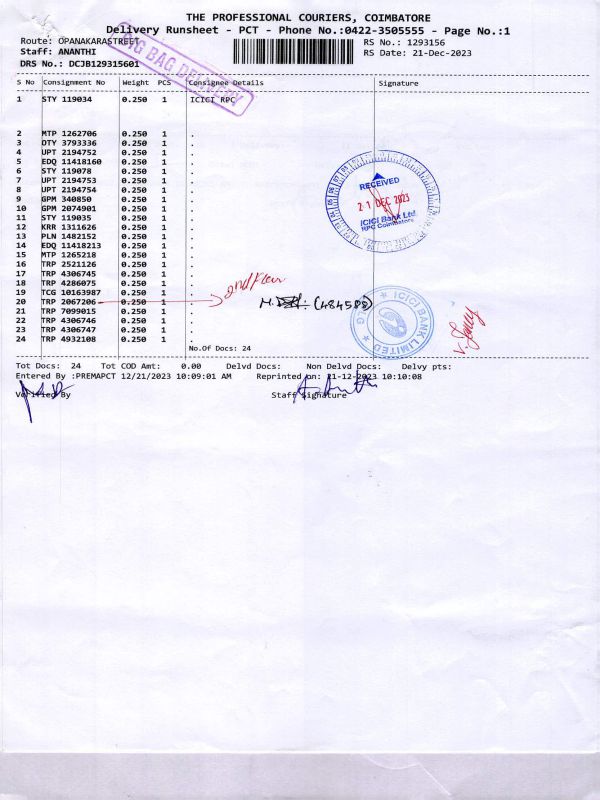 THE PROFESSIONAL COURIERS, COIMBATORE
Delivery Runsheet - PCT - Phone No.:0422-3505555 - Page No.:1
Route: OPANAKARASTREET
RS No.: 1293156
Staff: ANANTHI
RS Date: 21-Dec-2023
DRS No.: DCJB129315601
BAG DELIVERY
S No Consignment No Weight PCS Consignee Details Signature
1 STY 119034 0.250 1 ICICI RPC
2 MTP 1262706 0.250 1 .
3 DTY 3793336 0.250 1 .
4 UPT 2194752 0.250 1 .
5 EDQ 11418160 0.250 1 .
6 STY 119078 0.250 1 .
7 UPT 2194753 0.250 1 .
8 UPT 2194754 0.250 1 .
9 GPM 340850 0.250 1 .
10 GPM 2074901 0.250 1 .
11 STY 119035 0.250 1 .
12 KRR 1311626 0.250 1 .
13 PLN 1482152 0.250 1 .
14 EDQ 11418213 0.250 1 .
15 MTP 1265218 0.250 1 .
16 TRP 2521126 0.250 1 .
17 TRP 4306745 0.250 1 .
18 TRP 4286075 0.250 1 .
19 TCG 10163987 0.250 1 .
20 TRP 2067206 0.250 1
21 TRP 7099015 0.250 1 .
22 TRP 4306746 0.250 1 .
23 TRP 4306747 0.250 1 .
24 TRP 4932108 0.250 1 .
RECEIVED
21 DEC 2023
ICICI Bank Ltd.
RPC Coimbatore
2nd Floor
(484588)
ICICI BANK LIMITED
No.Of Docs: 24
Tot Docs: 24 Tot COD Amt: 0.00 Delvd Docs: Non Delvd Docs: Delvy pts:
Entered By :PREMAPCT 12/21/2023 10:09:01 AM Reprinted on: 21-12-2023 10:10:08
Verified By Staff Signature